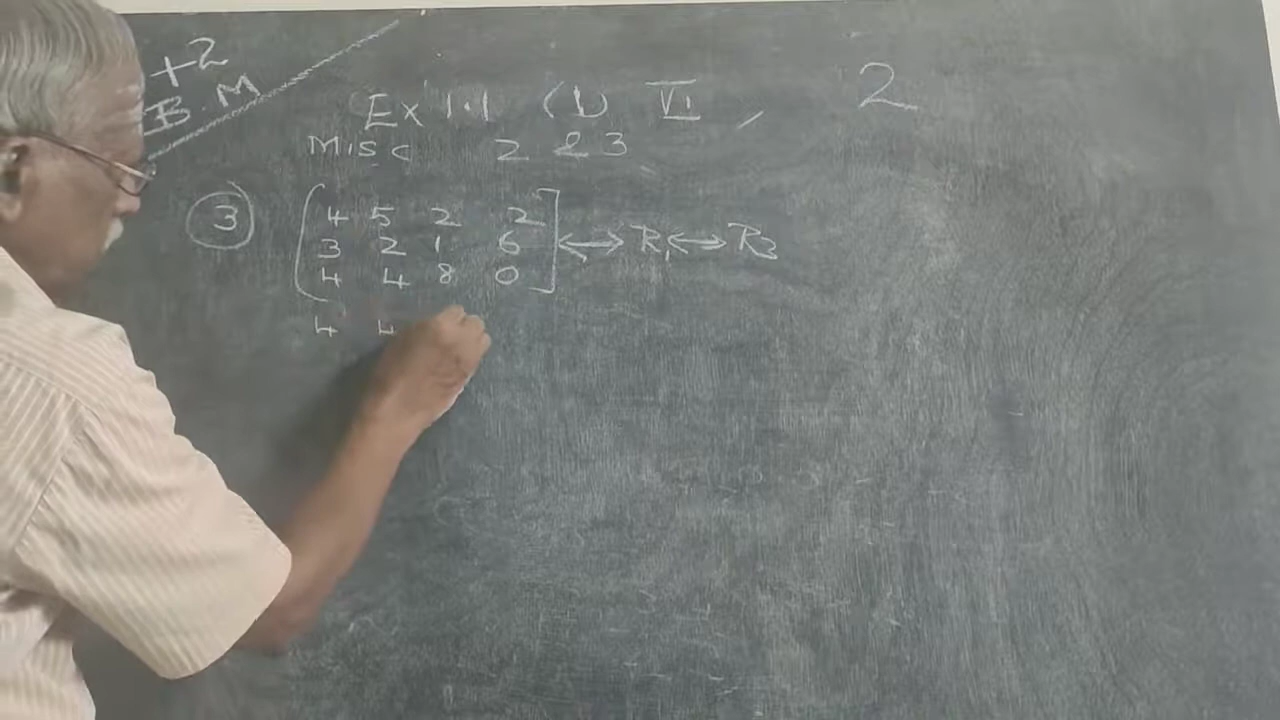 +2
B.M
Ex 1.1 (1) VI, 2
Misc 2 & 3
3
4 5 2 2
3 2 1 6 ↔ R1 ↔ R3
4 4 8 0
4 4